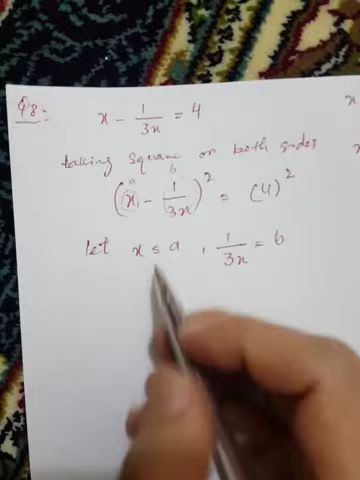 Q8:
x - 1/3x = 4
x
taking square on both sides
x
a b
(x - 1/3x)² = (4)²
let x = a , 1/3x = b